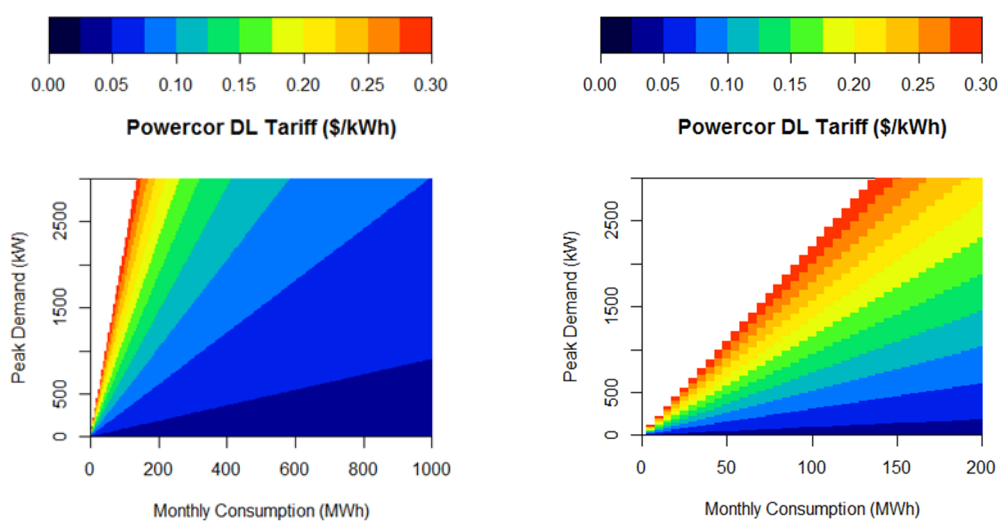 0.00 0.05 0.10 0.15 0.20 0.25 0.30
Powercor DL Tariff ($/kWh)
Peak Demand (kW)
2500
1500
500
0
0 200 400 600 800 1000
Monthly Consumption (MWh)
0.00 0.05 0.10 0.15 0.20 0.25 0.30
Powercor DL Tariff ($/kWh)
Peak Demand (kW)
2500
1500
500
0
0 50 100 150 200
Monthly Consumption (MWh)